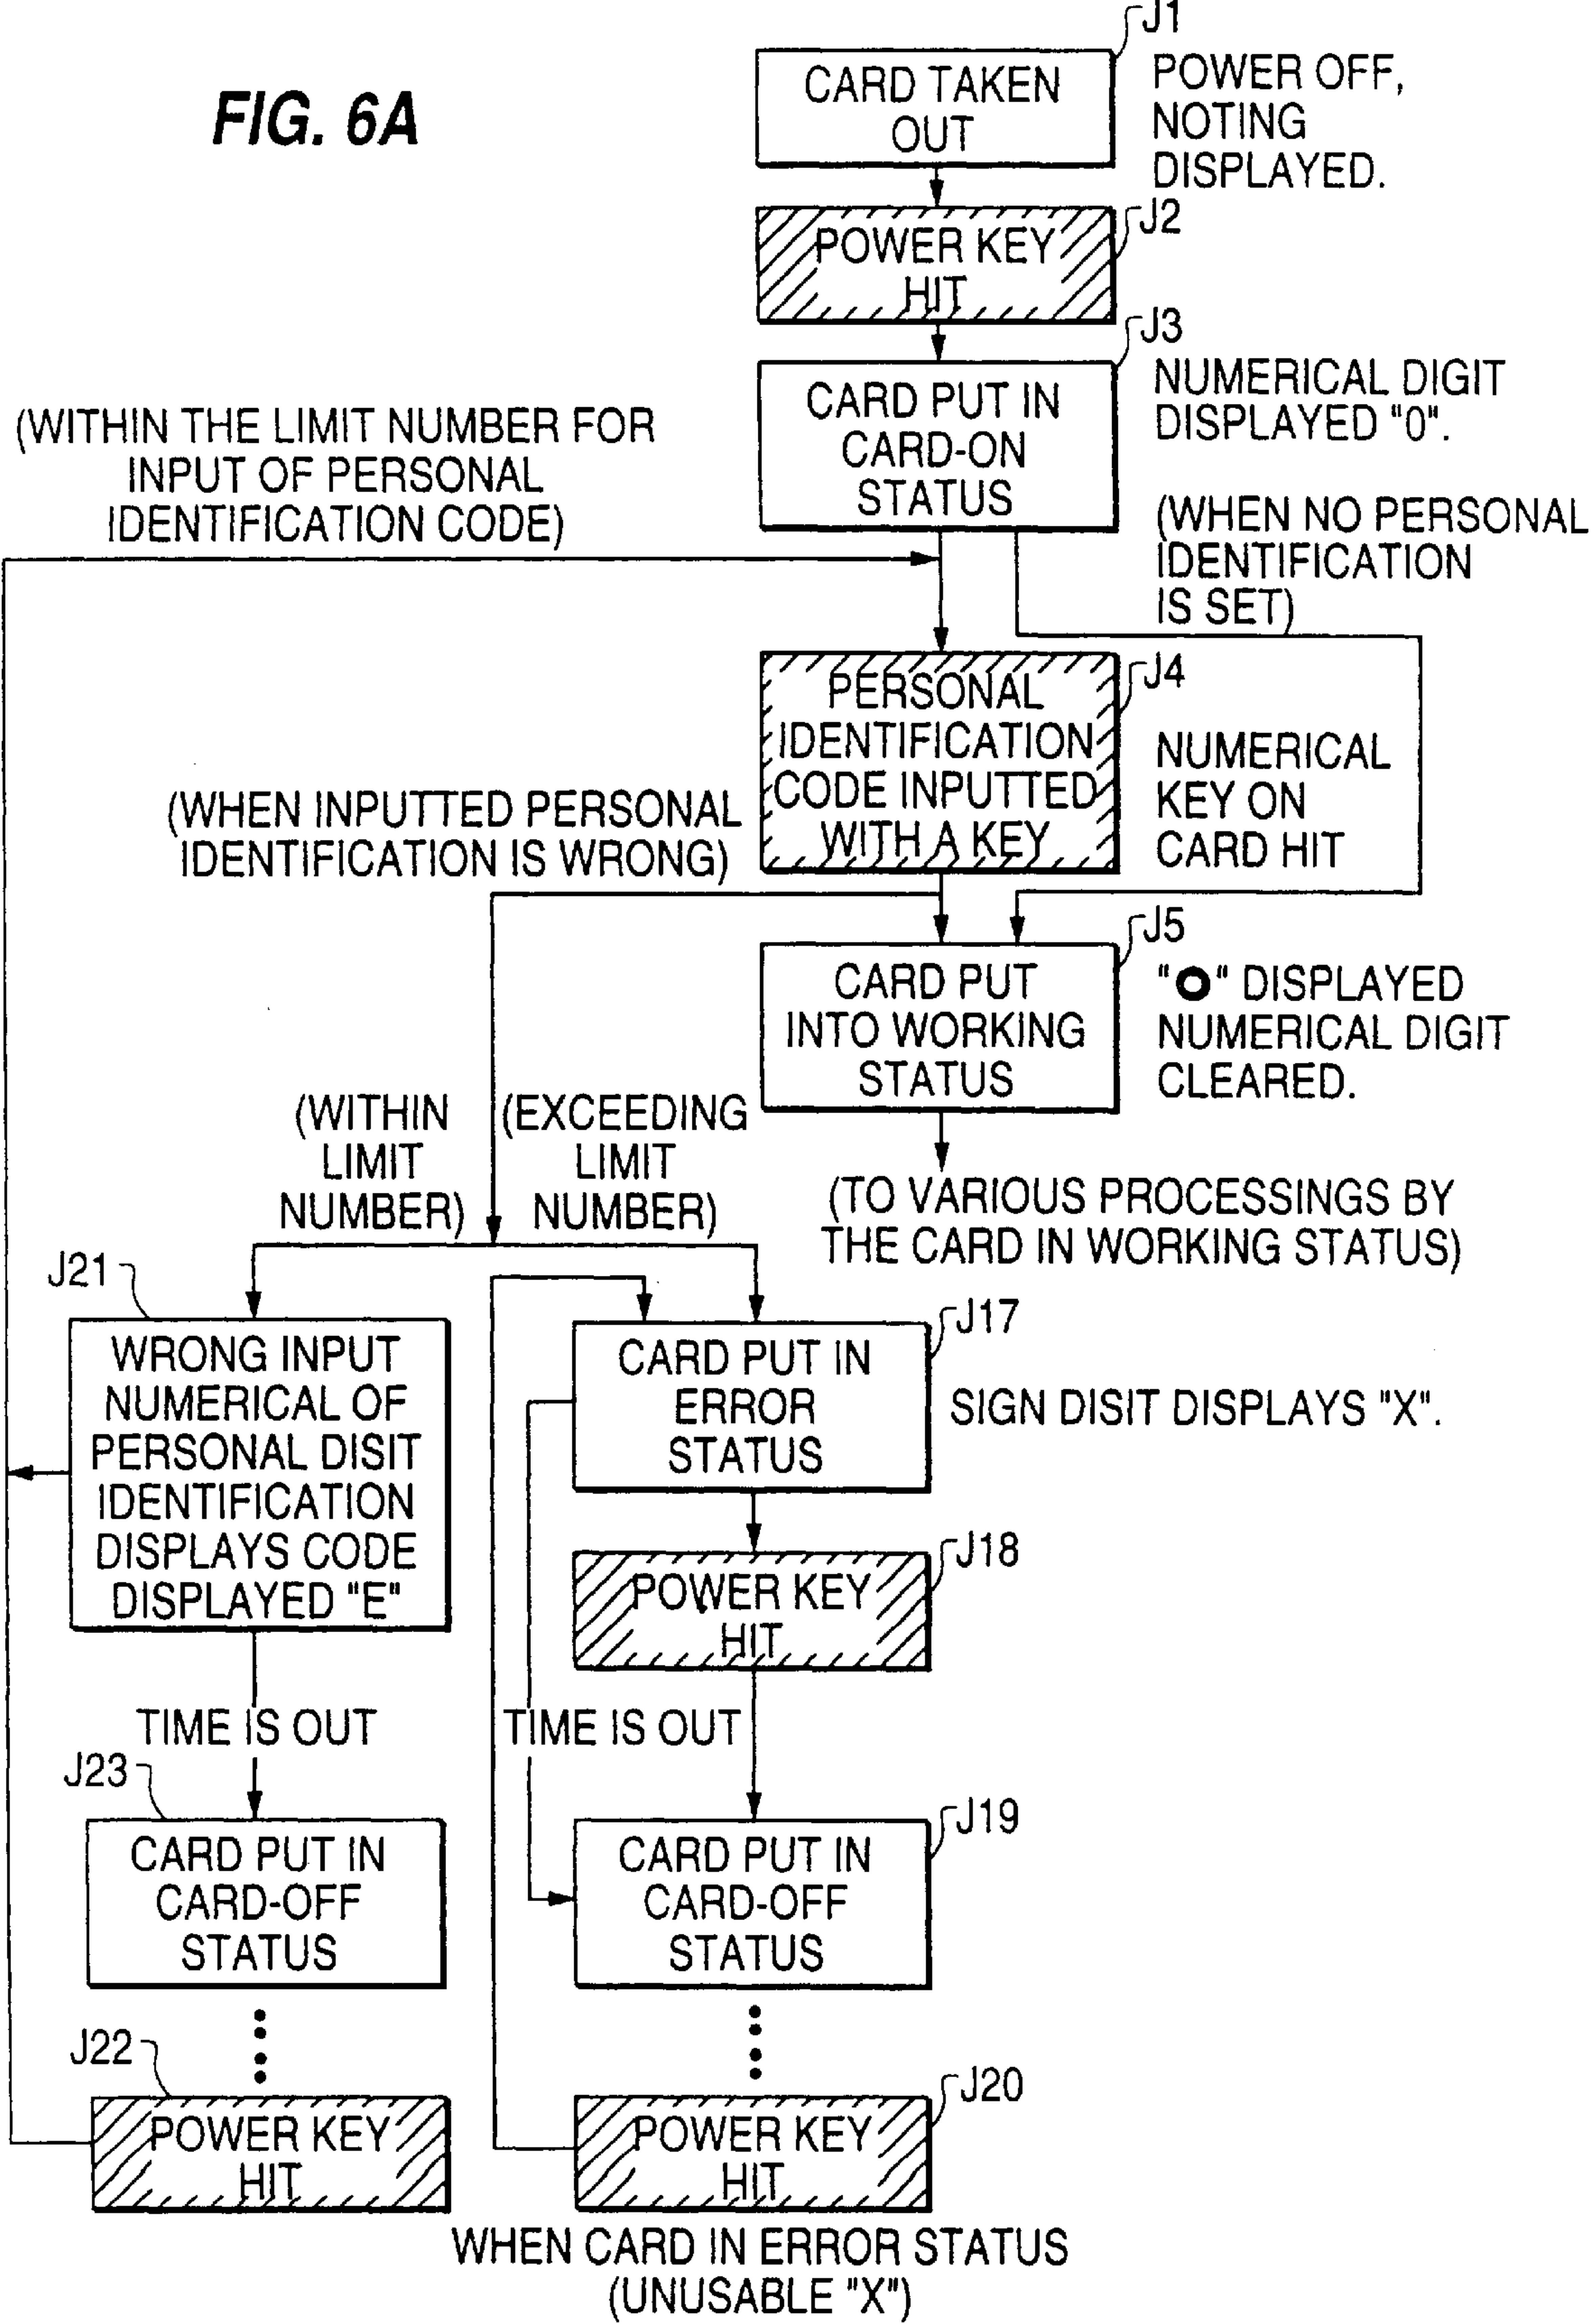 FIG. 6A
J1
CARD TAKEN
OUT
POWER OFF,
NOTING
DISPLAYED.
J2
POWER KEY
HIT
J3
CARD PUT IN
CARD-ON
STATUS
NUMERICAL DIGIT
DISPLAYED "0".
(WITHIN THE LIMIT NUMBER FOR
INPUT OF PERSONAL
IDENTIFICATION CODE)
(WHEN NO PERSONAL
IDENTIFICATION
IS SET)
J4
PERSONAL
IDENTIFICATION
CODE INPUTTED
WITH A KEY
NUMERICAL
KEY ON
CARD HIT
(WHEN INPUTTED PERSONAL
IDENTIFICATION IS WRONG)
J5
CARD PUT
INTO WORKING
STATUS
"O" DISPLAYED
NUMERICAL DIGIT
CLEARED.
(WITHIN
LIMIT
NUMBER)
(EXCEEDING
LIMIT
NUMBER)
(TO VARIOUS PROCESSINGS BY
THE CARD IN WORKING STATUS)
J21
WRONG INPUT
NUMERICAL OF
PERSONAL DISIT
IDENTIFICATION
DISPLAYS CODE
DISPLAYED "E"
J17
CARD PUT IN
ERROR
STATUS
SIGN DISIT DISPLAYS "X".
J18
POWER KEY
HIT
TIME IS OUT
TIME IS OUT
J23
CARD PUT IN
CARD-OFF
STATUS
J19
CARD PUT IN
CARD-OFF
STATUS
J22
POWER KEY
HIT
J20
POWER KEY
HIT
WHEN CARD IN ERROR STATUS
(UNUSABLE "X")